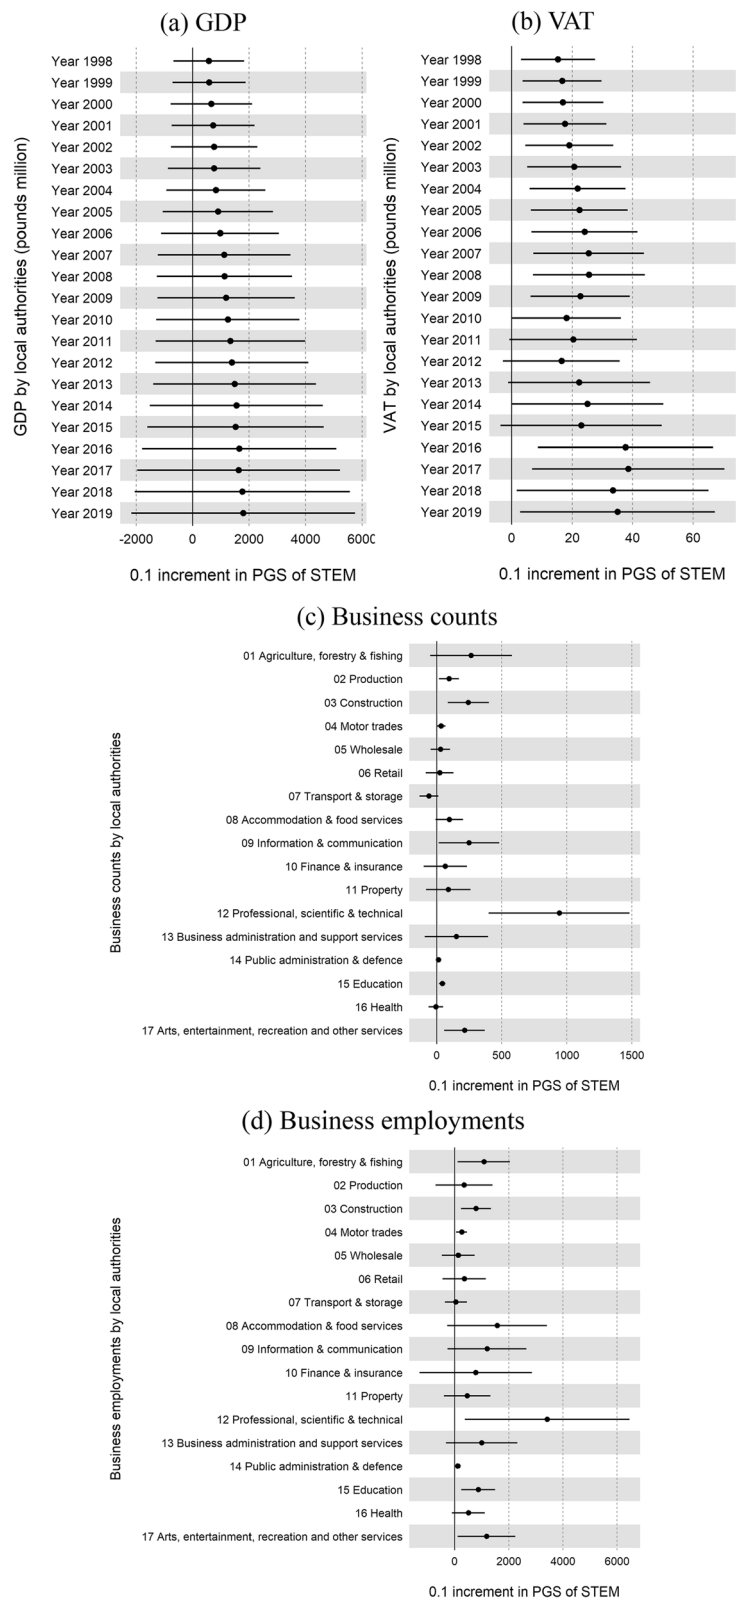 (a) GDP
Year 1998
Year 1999
Year 2000
Year 2001
Year 2002
Year 2003
Year 2004
Year 2005
Year 2006
Year 2007
Year 2008
Year 2009
Year 2010
Year 2011
Year 2012
Year 2013
Year 2014
Year 2015
Year 2016
Year 2017
Year 2018
Year 2019
GDP by local authorities (pounds million)
-2000 0 2000 4000 6000
0.1 increment in PGS of STEM
(b) VAT
Year 1998
Year 1999
Year 2000
Year 2001
Year 2002
Year 2003
Year 2004
Year 2005
Year 2006
Year 2007
Year 2008
Year 2009
Year 2010
Year 2011
Year 2012
Year 2013
Year 2014
Year 2015
Year 2016
Year 2017
Year 2018
Year 2019
VAT by local authorities (pounds million)
0 20 40 60
0.1 increment in PGS of STEM
(c) Business counts
01 Agriculture, forestry & fishing
02 Production
03 Construction
04 Motor trades
05 Wholesale
06 Retail
07 Transport & storage
08 Accommodation & food services
09 Information & communication
10 Finance & insurance
11 Property
12 Professional, scientific & technical
13 Business administration and support services
14 Public administration & defence
15 Education
16 Health
17 Arts, entertainment, recreation and other services
Business counts by local authorities
0 500 1000 1500
0.1 increment in PGS of STEM
(d) Business employments
01 Agriculture, forestry & fishing
02 Production
03 Construction
04 Motor trades
05 Wholesale
06 Retail
07 Transport & storage
08 Accommodation & food services
09 Information & communication
10 Finance & insurance
11 Property
12 Professional, scientific & technical
13 Business administration and support services
14 Public administration & defence
15 Education
16 Health
17 Arts, entertainment, recreation and other services
Business employments by local authorities
0 2000 4000 6000
0.1 increment in PGS of STEM